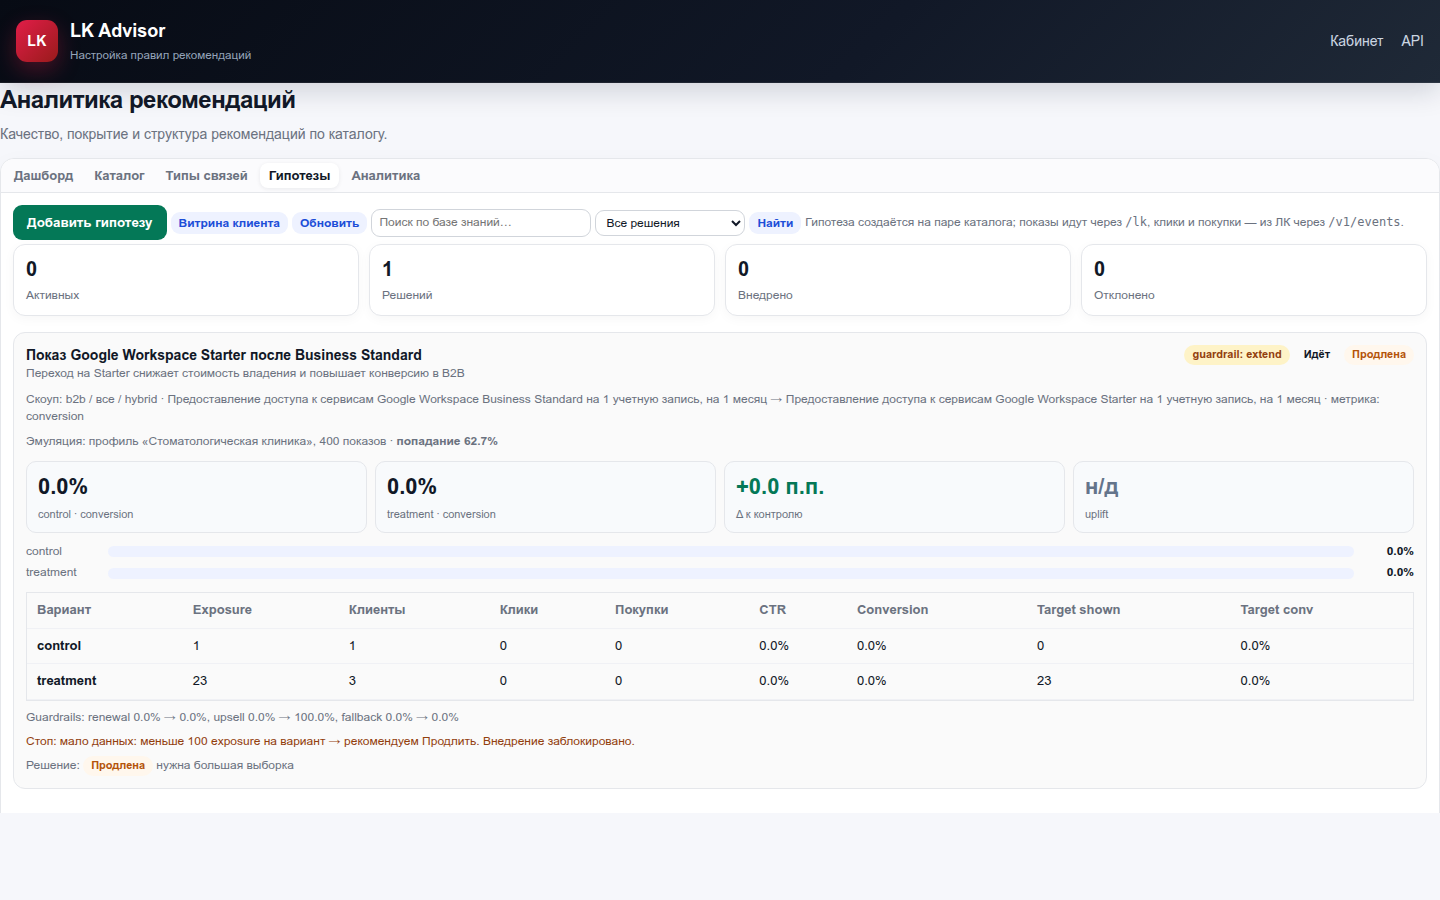 LK
LK Advisor
Настройка правил рекомендаций
Кабинет API
Аналитика рекомендаций
Качество, покрытие и структура рекомендаций по каталогу.
Дашборд Каталог Типы связей Гипотезы Аналитика
Добавить гипотезу Витрина клиента Обновить Поиск по базе знаний... Все решения Найти Гипотеза создаётся на паре каталога; показы идут через /lk, клики и покупки — из ЛК через /v1/events.
0 1 0 0
Активных Решений Внедрено Отклонено
Показ Google Workspace Starter после Business Standard guardrail: extend Идёт Продлена
Переход на Starter снижает стоимость владения и повышает конверсию в B2B
Скоуп: b2b / все / hybrid · Предоставление доступа к сервисам Google Workspace Business Standard на 1 учетную запись, на 1 месяц → Предоставление доступа к сервисам Google Workspace Starter на 1 учетную запись, на 1 месяц · метрика:
conversion
Эмуляция: профиль «Стоматологическая клиника», 400 показов · попадание 62.7%
0.0% 0.0% +0.0 п.п. н/д
control · conversion treatment · conversion Δ к контролю uplift
control 0.0%
treatment 0.0%
Вариант Exposure Клиенты Клики Покупки CTR Conversion Target shown Target conv
control 1 1 0 0 0.0% 0.0% 0 0.0%
treatment 23 3 0 0 0.0% 0.0% 23 0.0%
Guardrails: renewal 0.0% → 0.0%, upsell 0.0% → 100.0%, fallback 0.0% → 0.0%
Стоп: мало данных: меньше 100 exposure на вариант → рекомендуем Продлить. Внедрение заблокировано.
Решение: Продлена нужна большая выборка